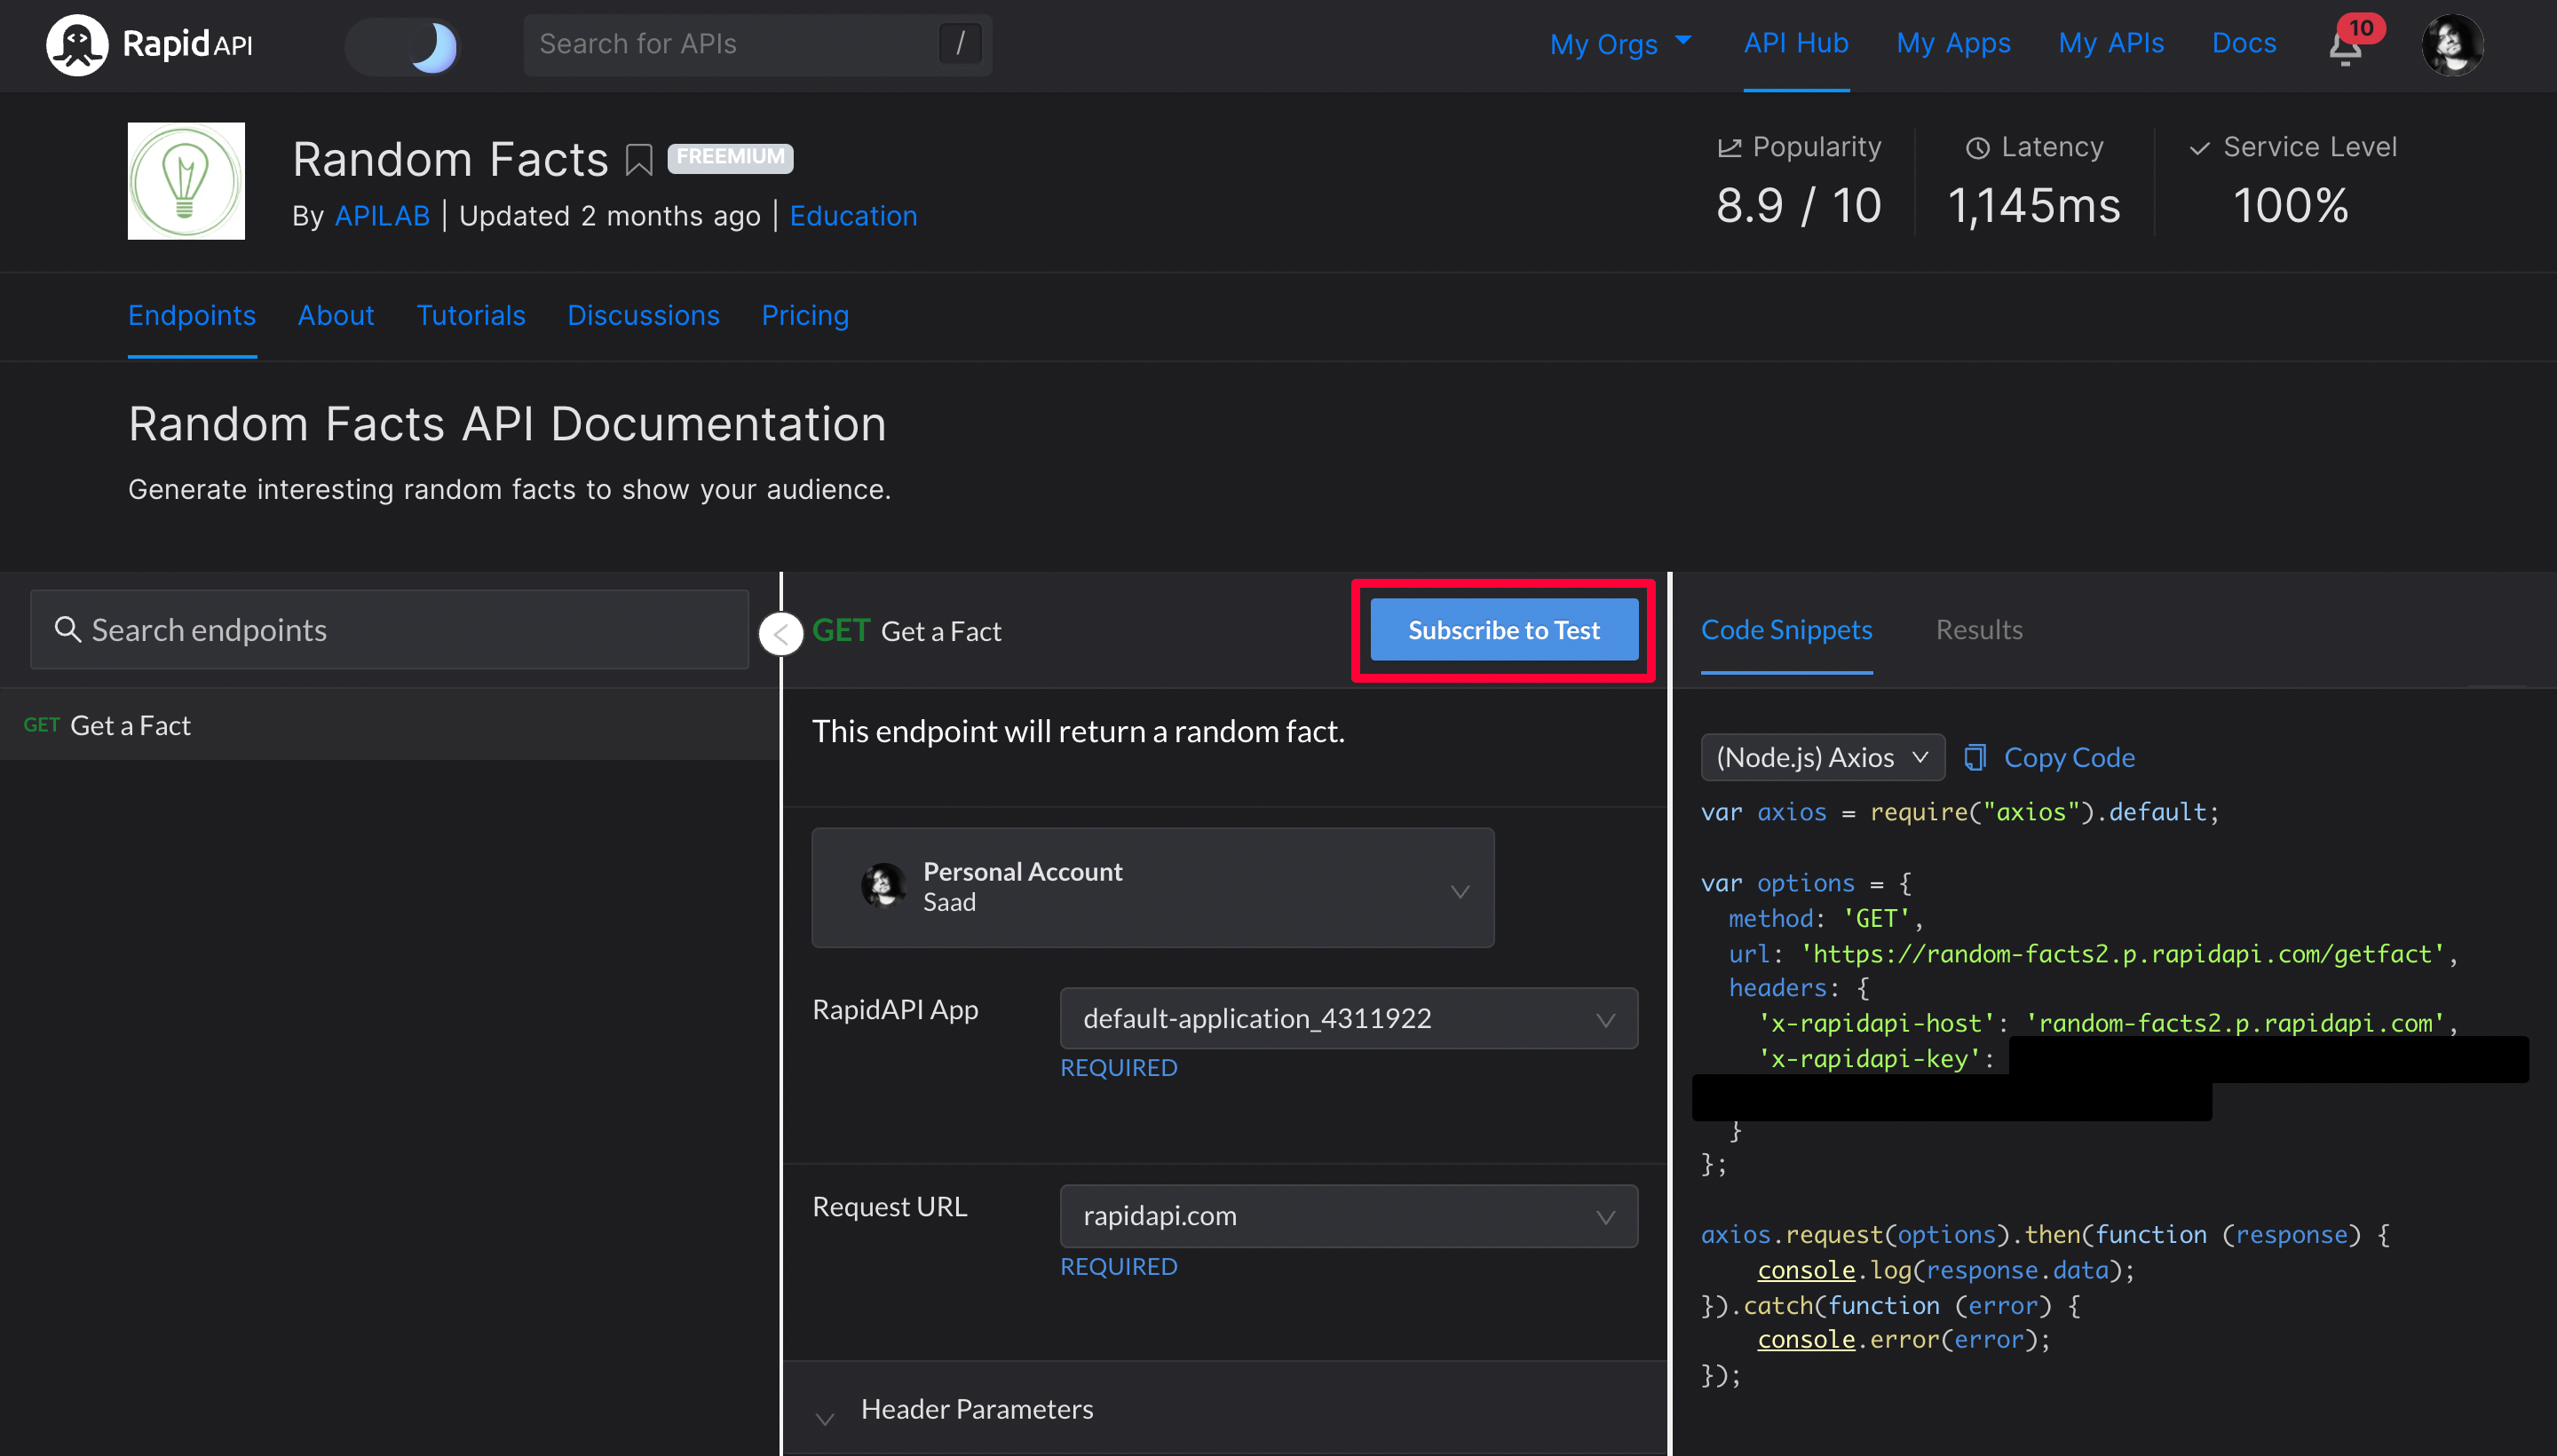 RapidAPI
Search for APIs /
My Orgs API Hub My Apps My APIs Docs 10
Random Facts FREEMIUM
By APILAB | Updated 2 months ago | Education
Popularity
8.9 / 10
Latency
1,145ms
Service Level
100%
Endpoints About Tutorials Discussions Pricing
Random Facts API Documentation
Generate interesting random facts to show your audience.
Search endpoints
GET Get a Fact
GET Get a Fact
Subscribe to Test
This endpoint will return a random fact.
Personal Account
Saad
RapidAPI App
default-application_4311922
REQUIRED
Request URL
rapidapi.com
REQUIRED
Header Parameters
Code Snippets Results
(Node.js) Axios Copy Code
var axios = require("axios").default;
var options = {
  method: 'GET',
  url: 'https://random-facts2.p.rapidapi.com/getfact',
  headers: {
    'x-rapidapi-host': 'random-facts2.p.rapidapi.com',
    'x-rapidapi-key':
  }
};
axios.request(options).then(function (response) {
    console.log(response.data);
}).catch(function (error) {
    console.error(error);
});